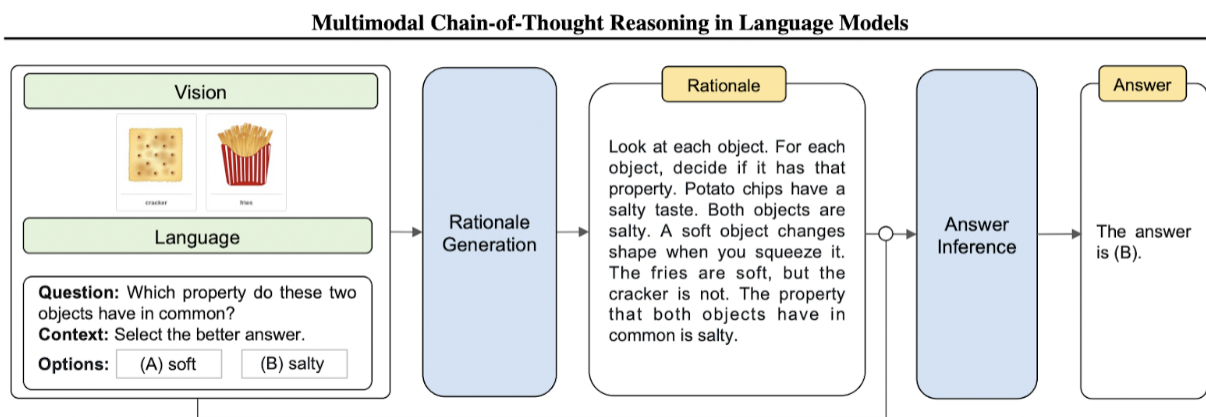 Multimodal Chain-of-Thought Reasoning in Language Models
Vision
cracker
fries
Language
Question: Which property do these two
objects have in common?
Context: Select the better answer.
Options:
(A) soft
(B) salty
Rationale
Generation
Rationale
Look at each object. For each
object, decide if it has that
property. Potato chips have a
salty taste. Both objects are
salty. A soft object changes
shape when you squeeze it.
The fries are soft, but the
cracker is not. The property
that both objects have in
common is salty.
Answer
Inference
Answer
The answer
is (B).